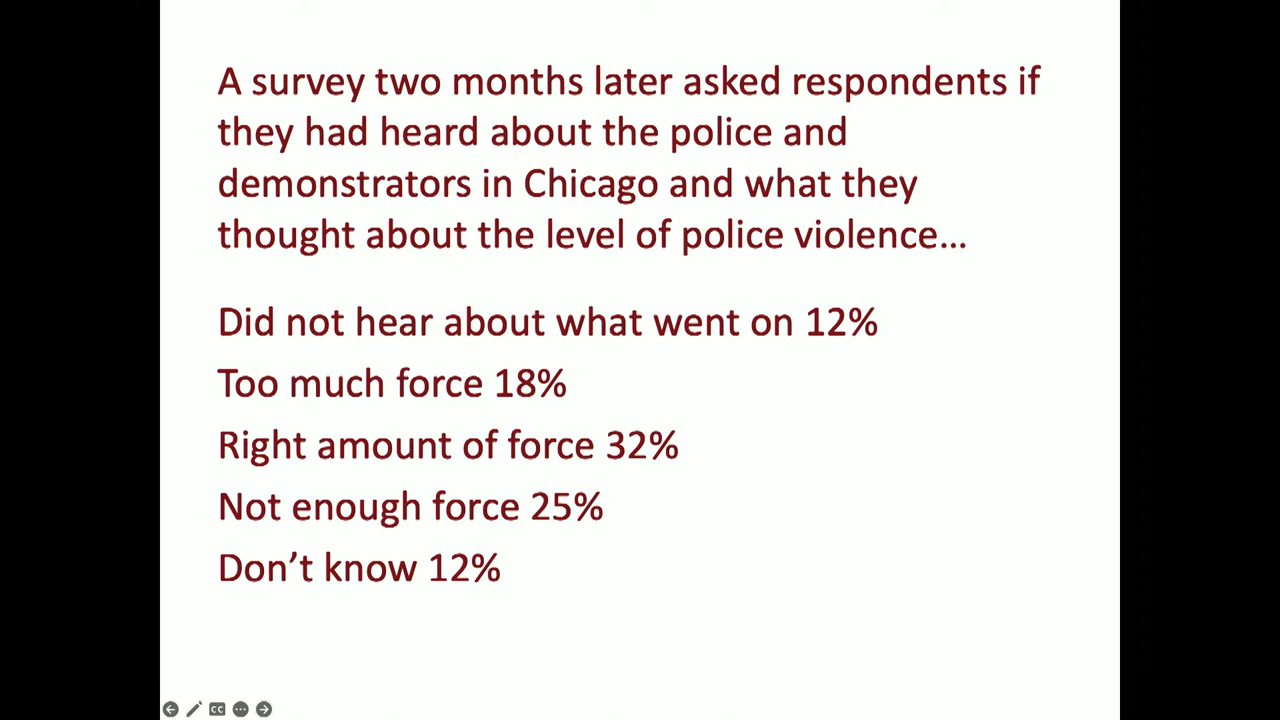 A survey two months later asked respondents if
they had heard about the police and
demonstrators in Chicago and what they
thought about the level of police violence…
Did not hear about what went on 12%
Too much force 18%
Right amount of force 32%
Not enough force 25%
Don’t know 12%
CC